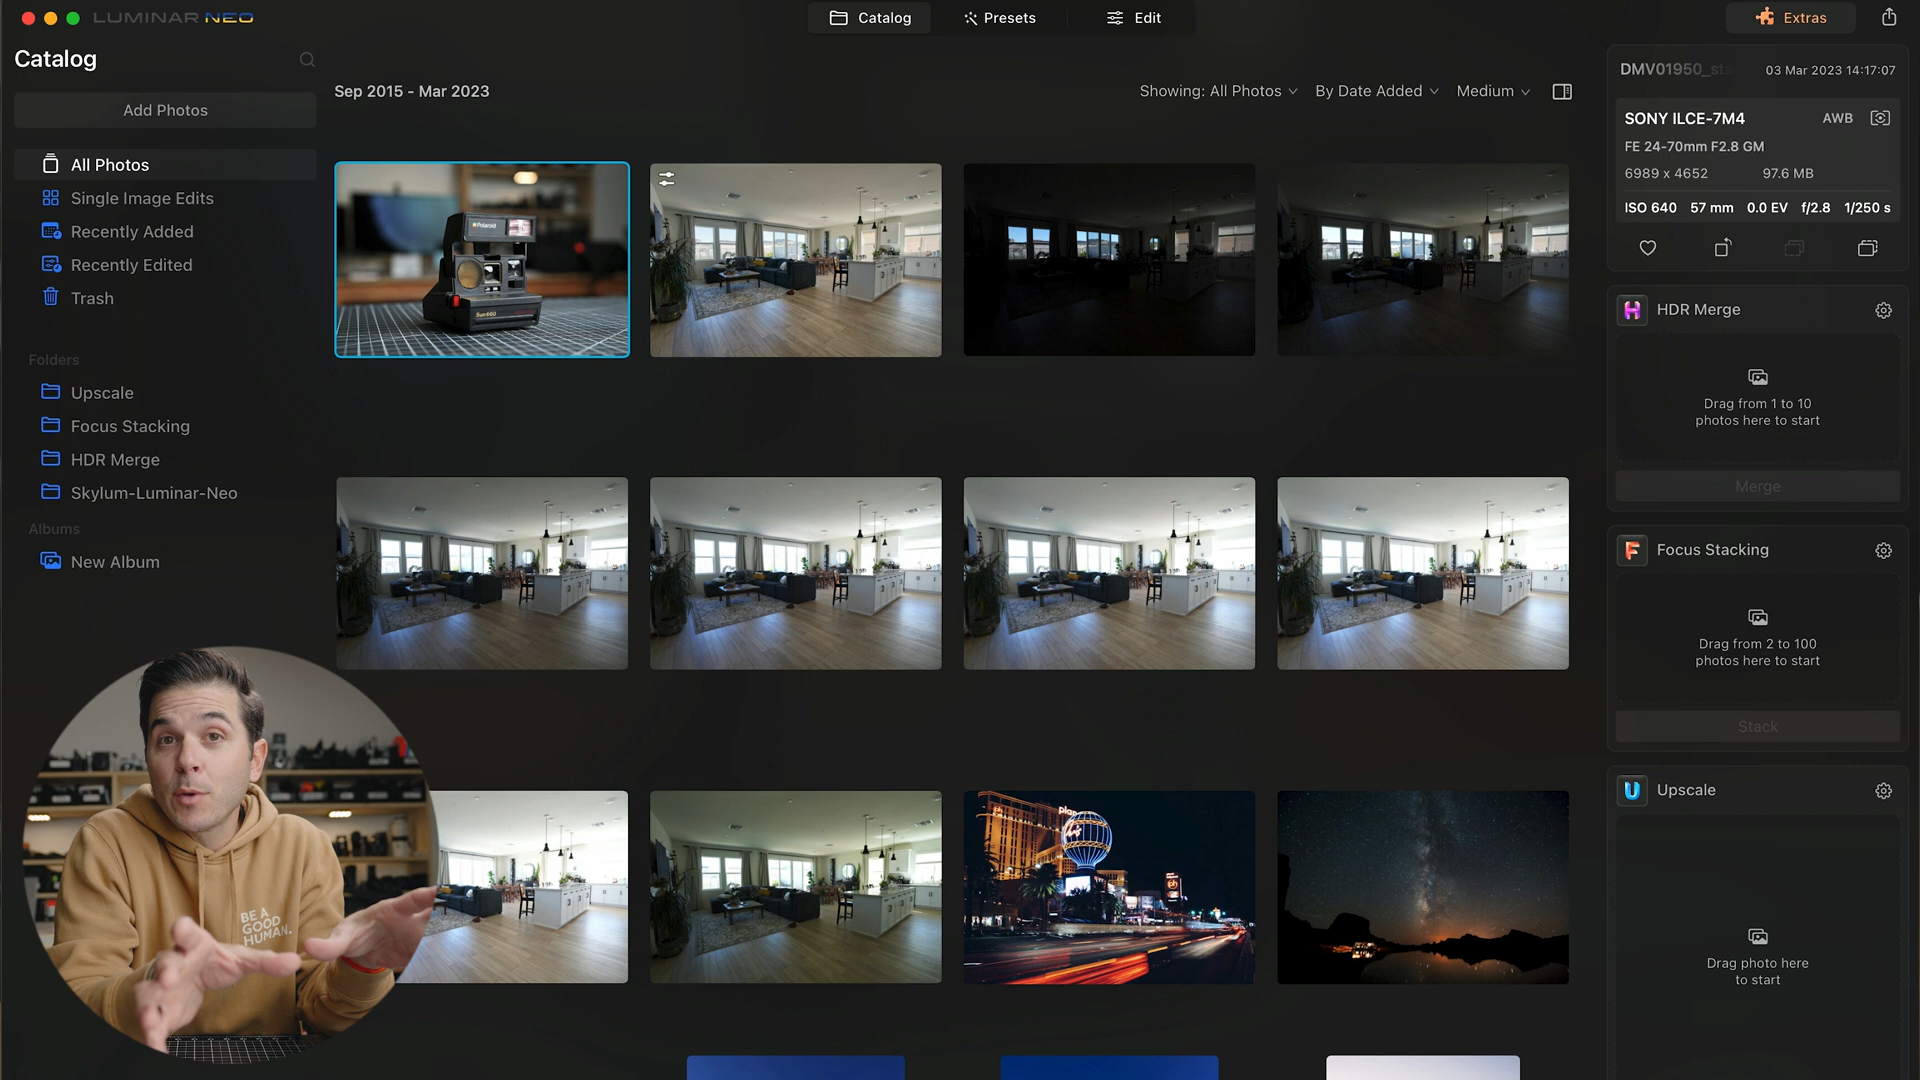 LUMINAR NEO
Catalog
Presets
Edit
Extras
Catalog
Add Photos
All Photos
Single Image Edits
Recently Added
Recently Edited
Trash
Folders
Upscale
Focus Stacking
HDR Merge
Skylum-Luminar-Neo
Albums
New Album
Sep 2015 - Mar 2023
Showing: All Photos
By Date Added
Medium
Polaroid
Sun660
BE A
GOOD
HUMAN.
DMV01950_sta
03 Mar 2023 14:17:07
SONY ILCE-7M4
AWB
FE 24-70mm F2.8 GM
6989 x 4652
97.6 MB
ISO 640 57 mm 0.0 EV f/2.8 1/250 s
HDR Merge
Drag from 1 to 10
photos here to start
Merge
Focus Stacking
Drag from 2 to 100
photos here to start
Stack
Upscale
Drag photo here
to start